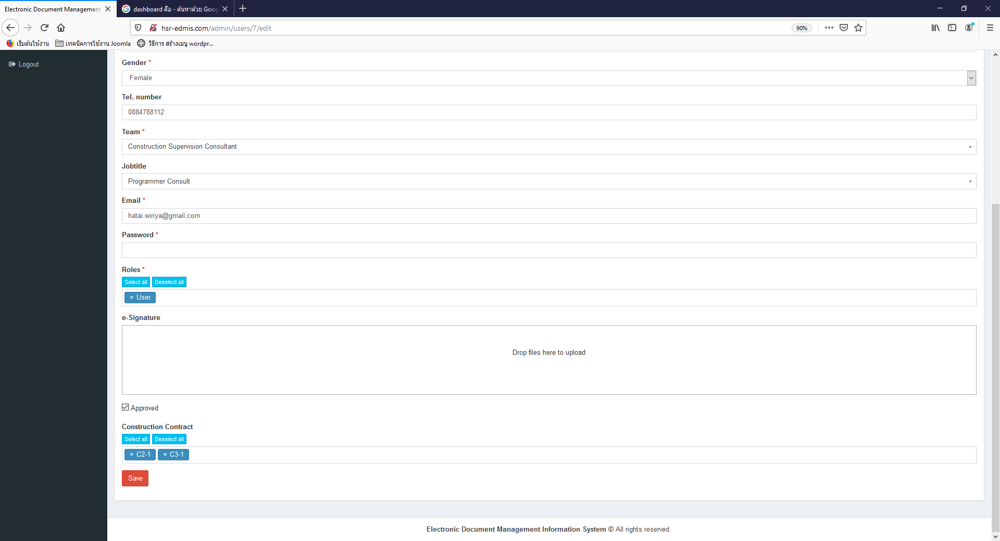 Electronic Document Management
dashboard คือ - ค้นหาด้วย Goog
hsr-edmis.com/admin/users/7/edit
90%
เริ่มต้นใช้งาน
เทคนิคการใช้งาน Joomla
วิธีการ สร้างเมนู wordpr...
Logout
Gender *
Female
Tel. number
0884788112
Team *
Construction Supervision Consultant
Jobtitle
Programmer Consult
Email *
hatai.wiriya@gmail.com
Password *
Roles *
Select all
Deselect all
× User
e-Signature
Drop files here to upload
Approved
Construction Contract
Select all
Deselect all
× C2-1
× C3-1
Save
Electronic Document Management Information System © All rights reserved.